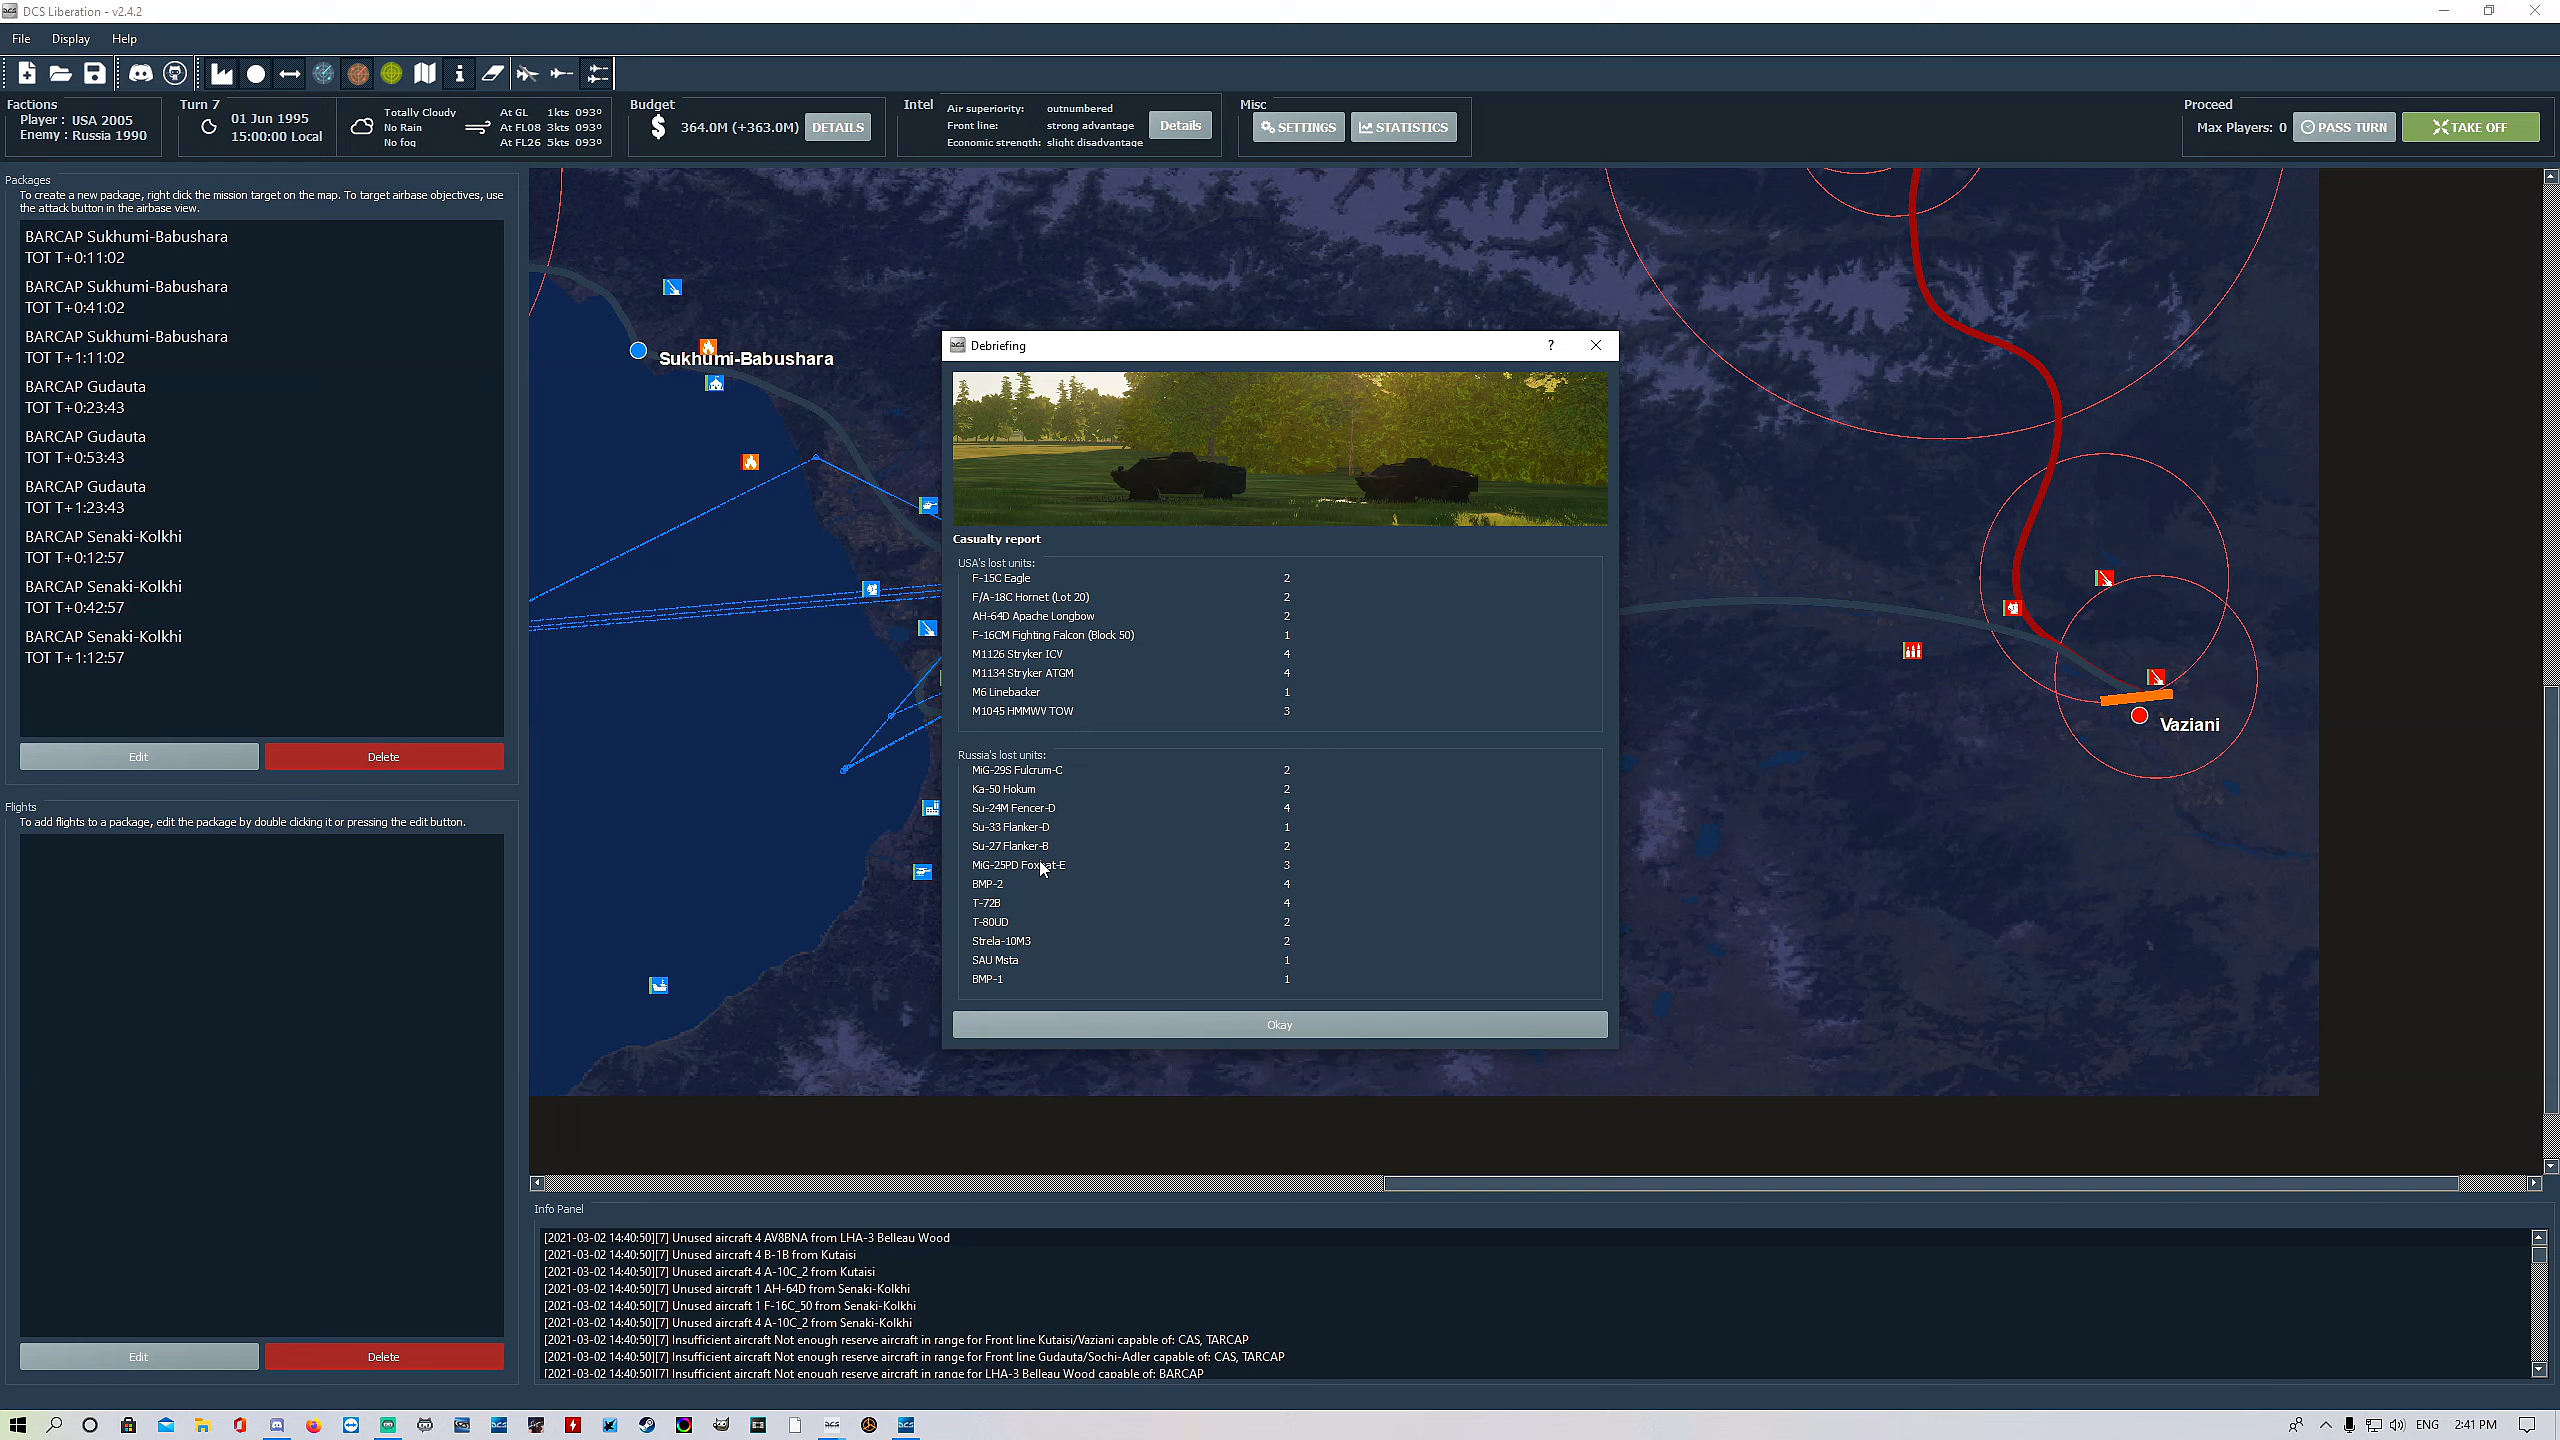 DCS Liberation - v2.4.2
File Display Help
Factions
Player : USA 2005
Enemy : Russia 1990
Turn 7
01 Jun 1995
15:00:00 Local
Totally Cloudy
No Rain
No fog
At GL 1kts 093º
At FL08 3kts 093º
At FL26 5kts 093º
Budget
$ 364.0M (+363.0M) DETAILS
Intel
Air superiority: outnumbered
Front line: strong advantage
Economic strength: slight disadvantage
Details
Misc
SETTINGS STATISTICS
Proceed
Max Players: 0 PASS TURN TAKE OFF
Packages
To create a new package, right click the mission target on the map. To target airbase objectives, use
the attack button in the airbase view.
BARCAP Sukhumi-Babushara
TOT T+0:11:02
BARCAP Sukhumi-Babushara
TOT T+0:41:02
BARCAP Sukhumi-Babushara
TOT T+1:11:02
BARCAP Gudauta
TOT T+0:23:43
BARCAP Gudauta
TOT T+0:53:43
BARCAP Gudauta
TOT T+1:23:43
BARCAP Senaki-Kolkhi
TOT T+0:12:57
BARCAP Senaki-Kolkhi
TOT T+0:42:57
BARCAP Senaki-Kolkhi
TOT T+1:12:57
Edit Delete
Flights
To add flights to a package, edit the package by double clicking it or pressing the edit button.
Edit Delete
Sukhumi-Babushara
Vaziani
Debriefing ?
Casualty report
USA's lost units:
F-15C Eagle 2
F/A-18C Hornet (Lot 20) 2
AH-64D Apache Longbow 2
F-16CM Fighting Falcon (Block 50) 1
M1126 Stryker ICV 4
M1134 Stryker ATGM 4
M6 Linebacker 1
M1045 HMMWV TOW 3
Russia's lost units:
MiG-29S Fulcrum-C 2
Ka-50 Hokum 2
Su-24M Fencer-D 4
Su-33 Flanker-D 1
Su-27 Flanker-B 2
MiG-25PD Foxbat-E 3
BMP-2 4
T-72B 4
T-80UD 2
Strela-10M3 2
SAU Msta 1
BMP-1 1
Okay
Info Panel
[2021-03-02 14:40:50][7] Unused aircraft 4 AV8BNA from LHA-3 Belleau Wood
[2021-03-02 14:40:50][7] Unused aircraft 4 B-1B from Kutaisi
[2021-03-02 14:40:50][7] Unused aircraft 4 A-10C_2 from Kutaisi
[2021-03-02 14:40:50][7] Unused aircraft 1 AH-64D from Senaki-Kolkhi
[2021-03-02 14:40:50][7] Unused aircraft 1 F-16C_50 from Senaki-Kolkhi
[2021-03-02 14:40:50][7] Unused aircraft 4 A-10C_2 from Senaki-Kolkhi
[2021-03-02 14:40:50][7] Insufficient aircraft Not enough reserve aircraft in range for Front line Kutaisi/Vaziani capable of: CAS, TARCAP
[2021-03-02 14:40:50][7] Insufficient aircraft Not enough reserve aircraft in range for Front line Gudauta/Sochi-Adler capable of: CAS, TARCAP
[2021-03-02 14:40:50][7] Insufficient aircraft Not enough reserve aircraft in range for LHA-3 Belleau Wood capable of: BARCAP
ENG 2:41 PM